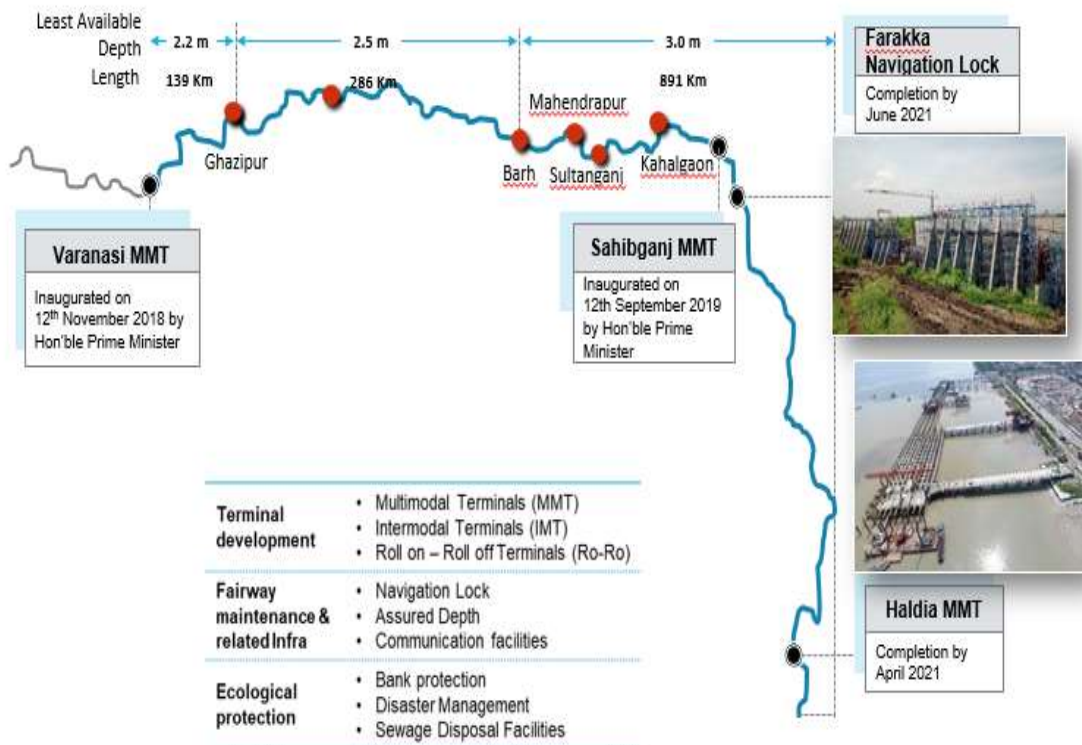 Least Available
Depth
Length
2.2 m
2.5 m
3.0 m
139 Km
286 Km
891 Km
Farakka
Navigation Lock
Completion by
June 2021
Mahendrapur
Ghazipur
Barh
Sultanganj
Kahalgaon
Varanasi MMT
Inaugurated on
12th November 2018 by
Hon'ble Prime Minister
Sahibganj MMT
Inaugurated on
12th September 2019
by Hon'ble Prime
Minister
Terminal
development
• Multimodal Terminals (MMT)
• Intermodal Terminals (IMT)
• Roll on – Roll off Terminals (Ro-Ro)
Fairway
maintenance &
related Infra
• Navigation Lock
• Assured Depth
• Communication facilities
Ecological
protection
• Bank protection
• Disaster Management
• Sewage Disposal Facilities
Haldia MMT
Completion by
April 2021